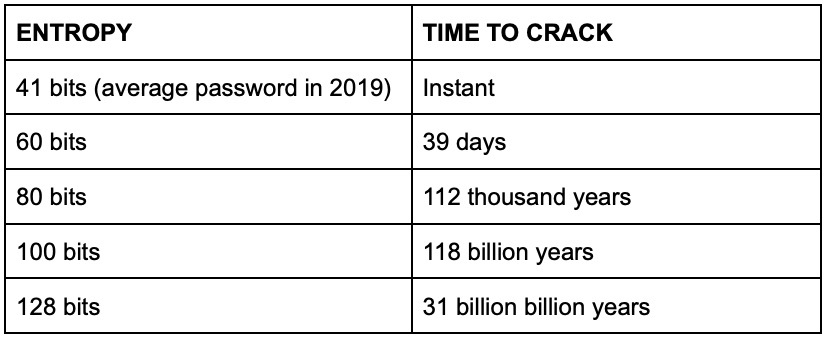 ENTROPY TIME TO CRACK
41 bits (average password in 2019) Instant
60 bits 39 days
80 bits 112 thousand years
100 bits 118 billion years
128 bits 31 billion billion years